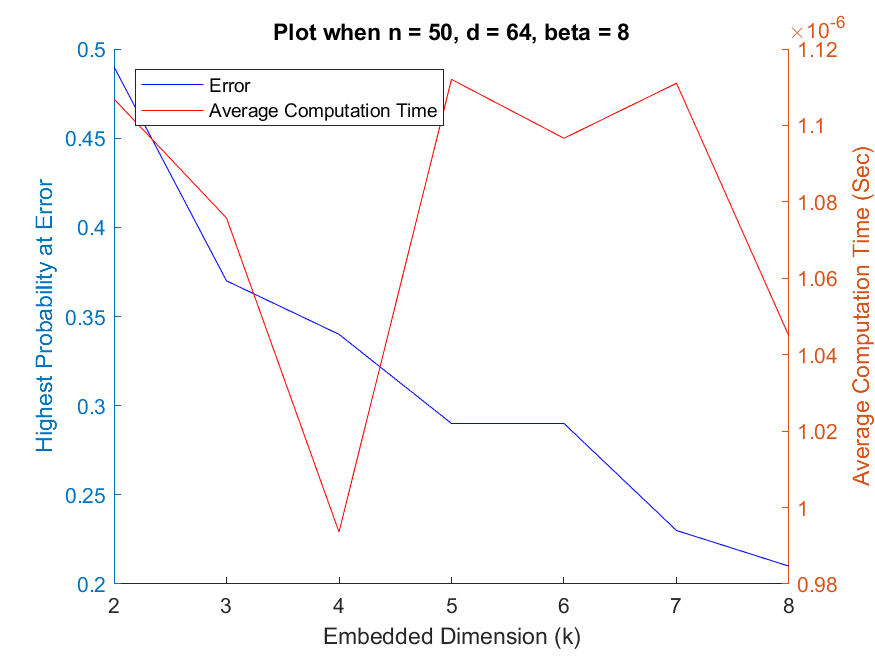 Plot when n = 50, d = 64, beta = 8
×10-6
Error
Average Computation Time
Highest Probability at Error
0.5
0.45
0.4
0.35
0.3
0.25
0.2
Average Computation Time (Sec)
1.12
1.1
1.08
1.06
1.04
1.02
1
0.98
2 3 4 5 6 7 8
Embedded Dimension (k)